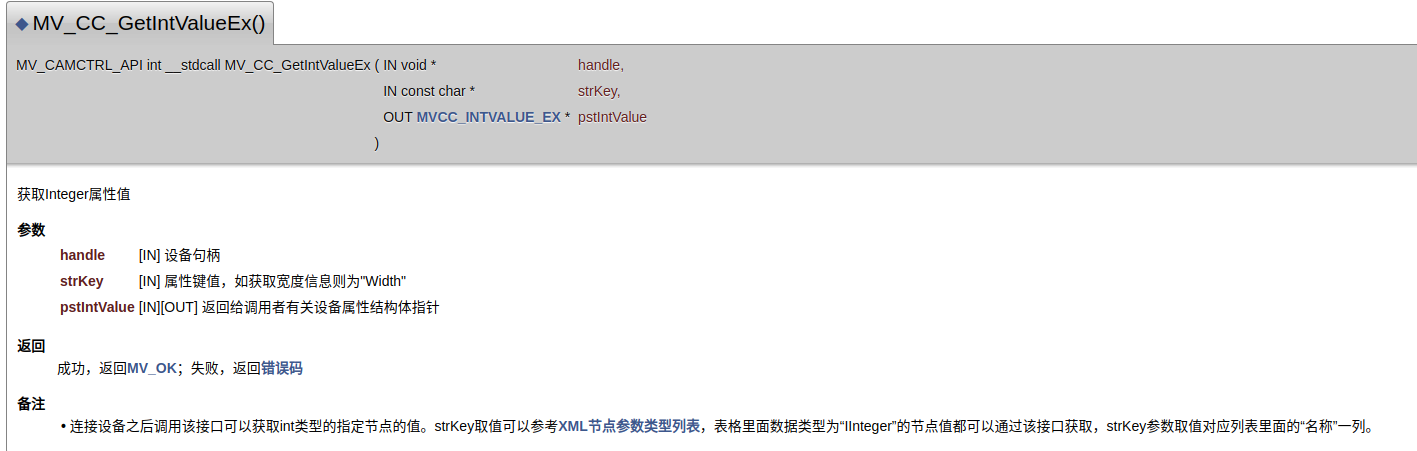 ◆ MV_CC_GetIntValueEx()
MV_CAMCTRL_API int __stdcall MV_CC_GetIntValueEx ( IN void * handle,
IN const char * strKey,
OUT MVCC_INTVALUE_EX * pstIntValue
)
获取Integer属性值
参数
handle [IN] 设备句柄
strKey [IN] 属性键值，如获取宽度信息则为"Width"
pstIntValue [IN][OUT] 返回给调用者有关设备属性结构体指针
返回
成功，返回MV_OK；失败，返回错误码
备注
• 连接设备之后调用该接口可以获取int类型的指定节点的值。strKey取值可以参考XML节点参数类型列表，表格里面数据类型为“IInteger”的节点值都可以通过该接口获取，strKey参数取值对应列表里面的“名称”一列。